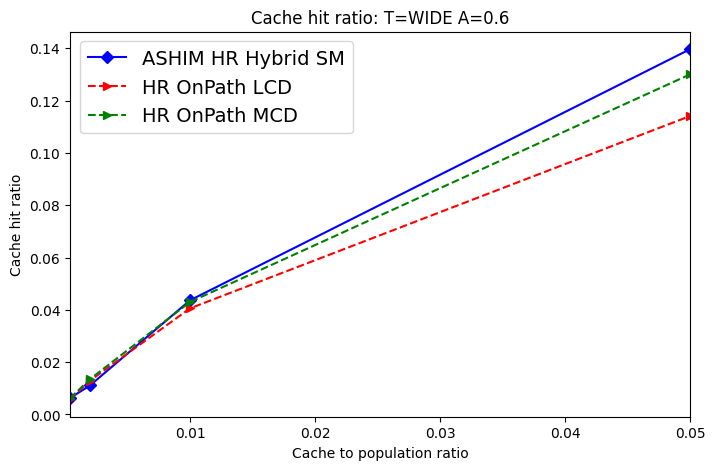 Cache hit ratio: T=WIDE A=0.6
ASHIM HR Hybrid SM
HR OnPath LCD
HR OnPath MCD
Cache hit ratio
0.14
0.12
0.10
0.08
0.06
0.04
0.02
0.00
0.01 0.02 0.03 0.04 0.05
Cache to population ratio